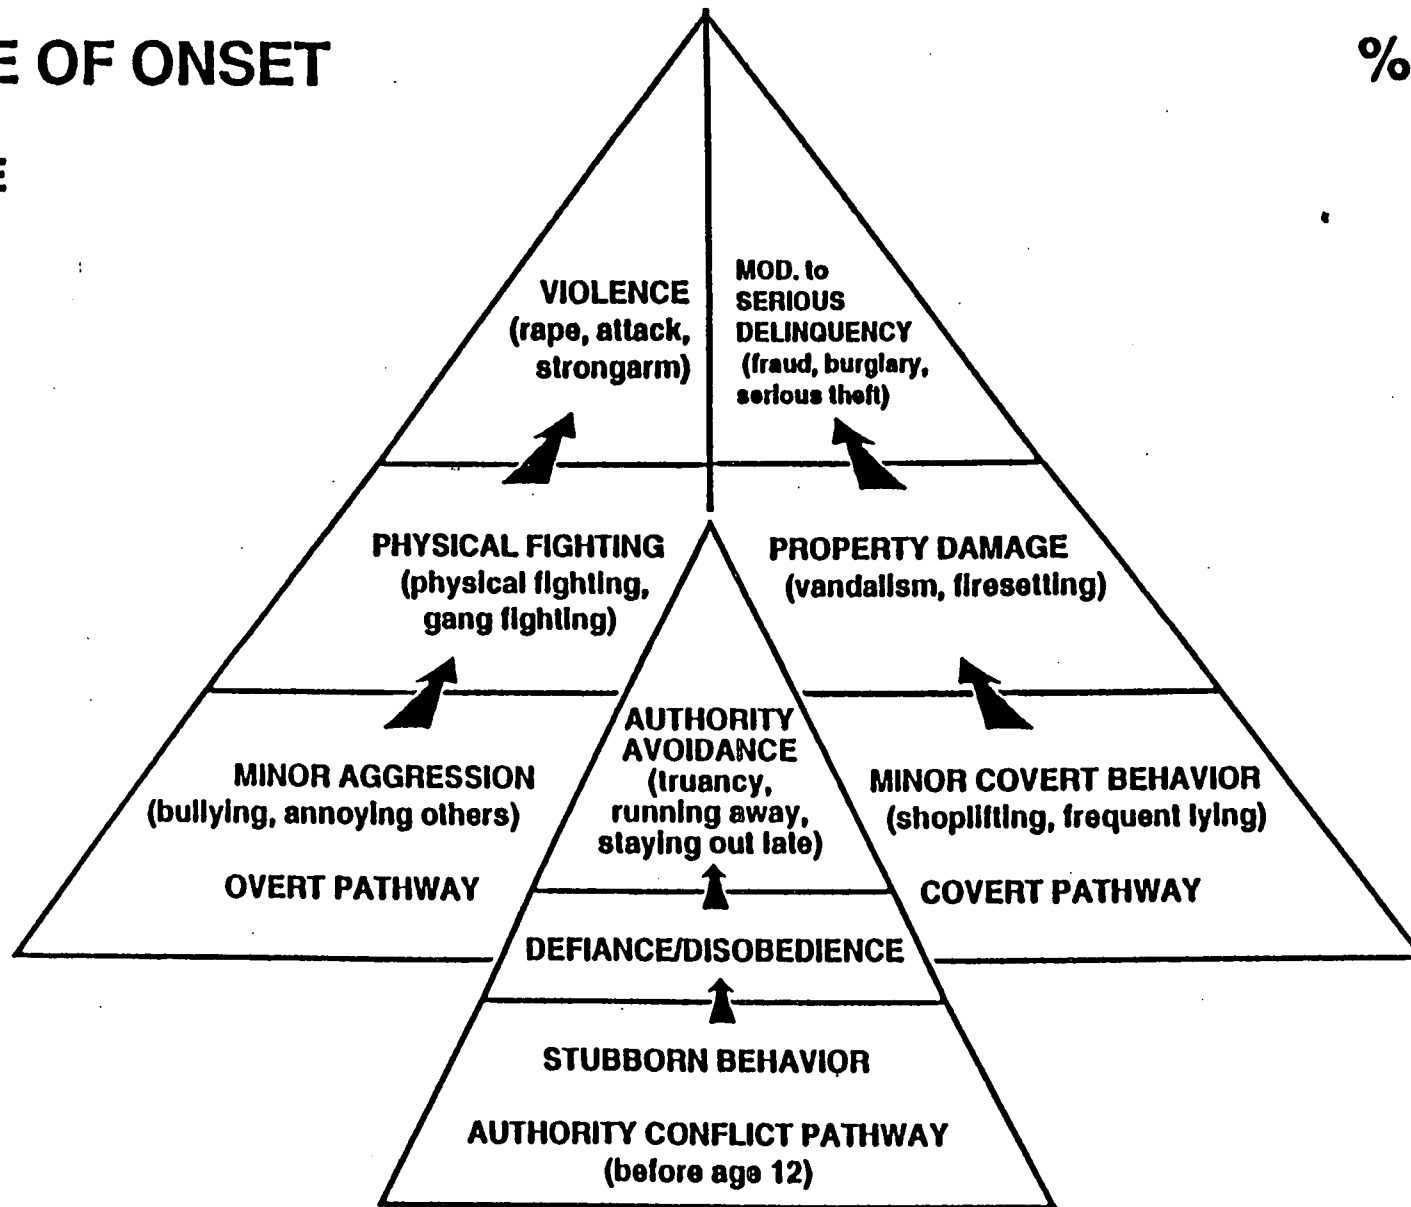 E OF ONSET
%
E
VIOLENCE
(rape, attack,
strongarm)
MOD. to
SERIOUS
DELINQUENCY
(fraud, burglary,
serious theft)
PHYSICAL FIGHTING
(physical fighting,
gang fighting)
PROPERTY DAMAGE
(vandalism, firesetting)
AUTHORITY
AVOIDANCE
(truancy,
running away,
staying out late)
MINOR AGGRESSION
(bullying, annoying others)
MINOR COVERT BEHAVIOR
(shoplifting, frequent lying)
OVERT PATHWAY
COVERT PATHWAY
DEFIANCE/DISOBEDIENCE
STUBBORN BEHAVIOR
AUTHORITY CONFLICT PATHWAY
(before age 12)